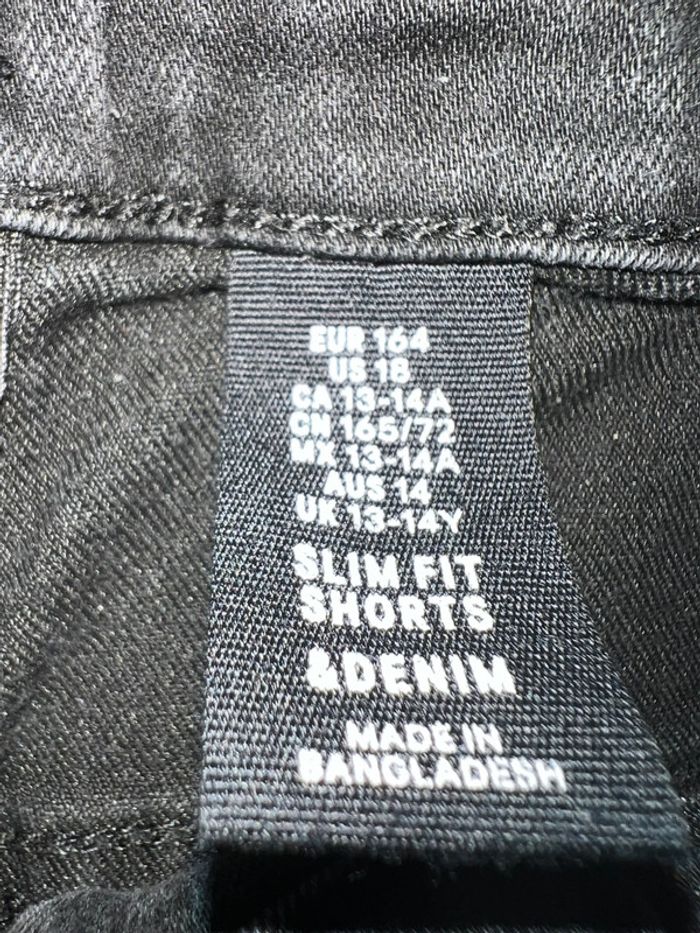 EUR 164
US 18
CA 13-14A
CN 165/72
MX 13-14A
AUS 14
UK 13-14Y
SLIM FIT
SHORTS
&DENIM
MADE IN
BANGLADESH